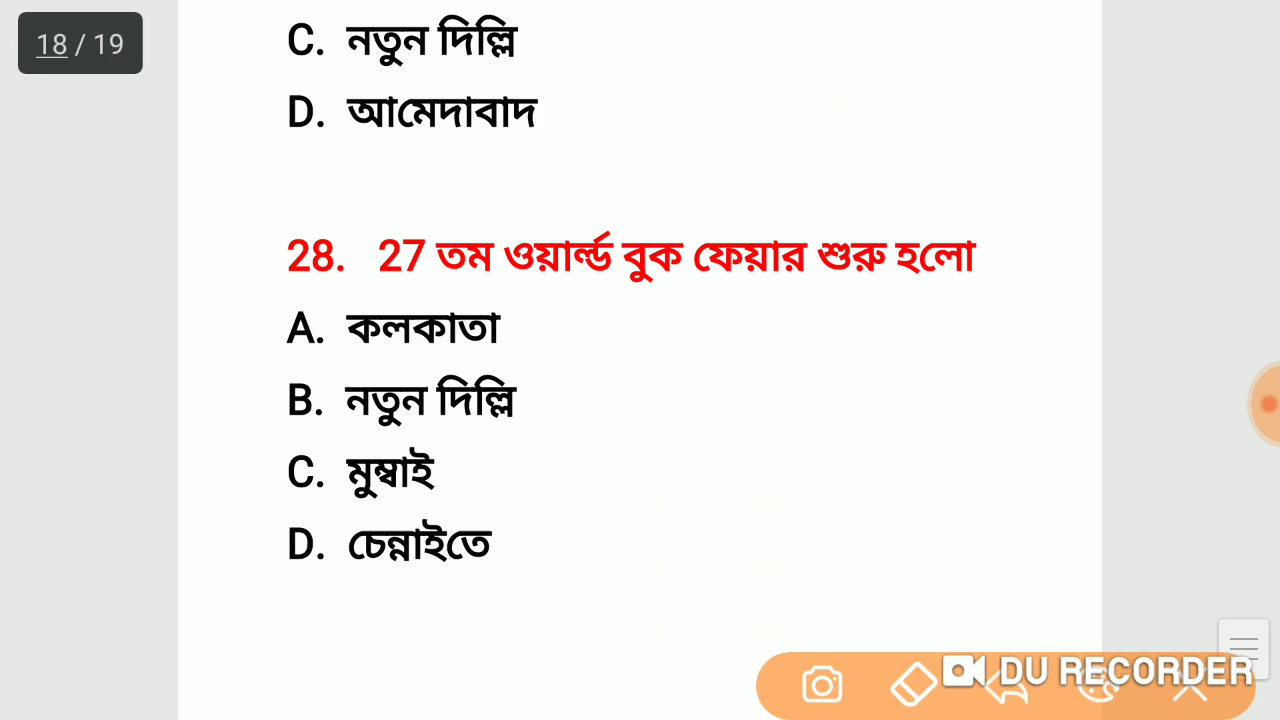 18 / 19
C. নতুন দিল্লি
D. আমেদাবাদ
28. 27 তম ওয়ার্ল্ড বুক ফেয়ার শুরু হলো
A. কলকাতা
B. নতুন দিল্লি
C. মুম্বাই
D. চেন্নাইতে
DU RECORDER